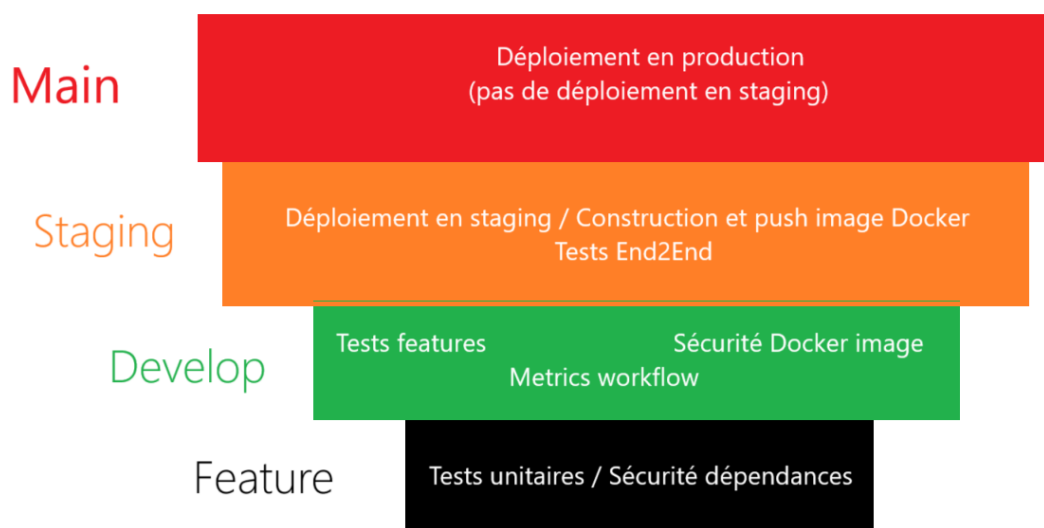 Main
Déploiement en production
(pas de déploiement en staging)
Staging
Déploiement en staging / Construction et push image Docker
Tests End2End
Develop
Tests features
Sécurité Docker image
Metrics workflow
Feature
Tests unitaires / Sécurité dépendances